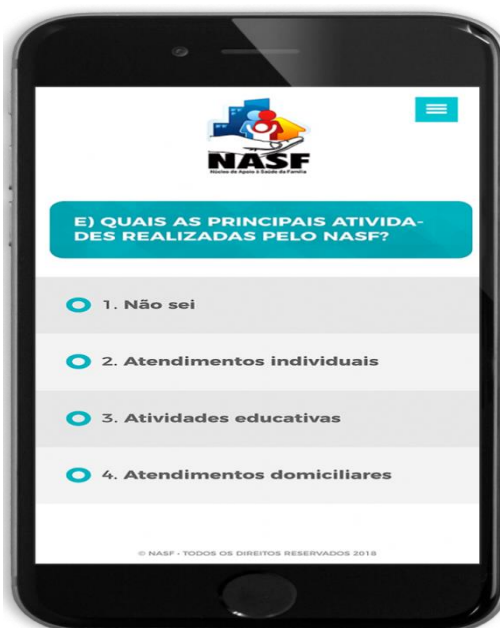 NASF
Núcleo de Apoio à Saúde da Família
E) QUAIS AS PRINCIPAIS ATIVIDA-
DES REALIZADAS PELO NASF?
1. Não sei
2. Atendimentos individuais
3. Atividades educativas
4. Atendimentos domiciliares
© NASF - TODOS OS DIREITOS RESERVADOS 2018